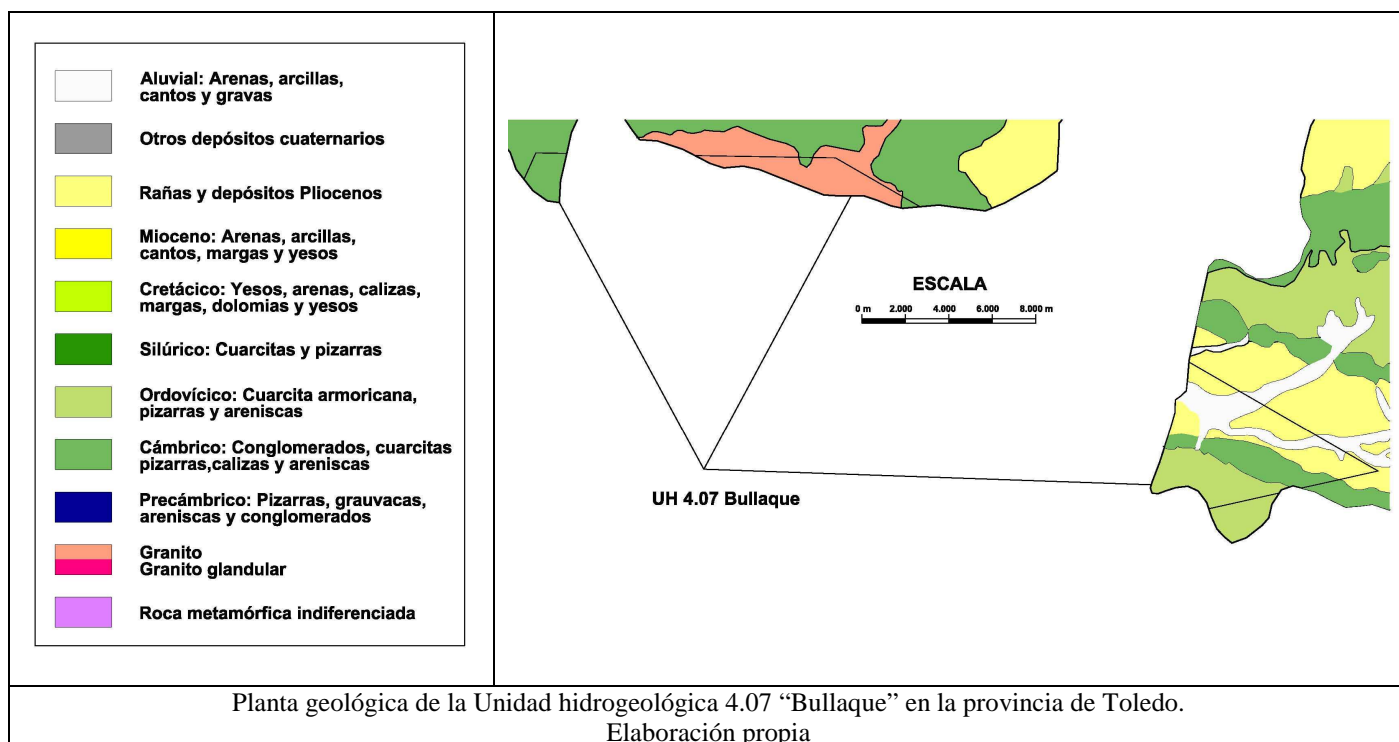 Aluvial: Arenas, arcillas,
cantos y gravas
Otros depósitos cuaternarios
Rañas y depósitos Pliocenos
Mioceno: Arenas, arcillas,
cantos, margas y yesos
Cretácico: Yesos, arenas, calizas,
margas, dolomias y yesos
Silúrico: Cuarcitas y pizarras
Ordovícico: Cuarcita armoricana,
pizarras y areniscas
Cámbrico: Conglomerados, cuarcitas
pizarras,calizas y areniscas
Precámbrico: Pizarras, grauvacas,
areniscas y conglomerados
Granito
Granito glandular
Roca metamórfica indiferenciada
ESCALA
0 m 2.000 4.000 6.000 8.000 m
UH 4.07 Bullaque
Planta geológica de la Unidad hidrogeológica 4.07 “Bullaque” en la provincia de Toledo.
Elaboración propia